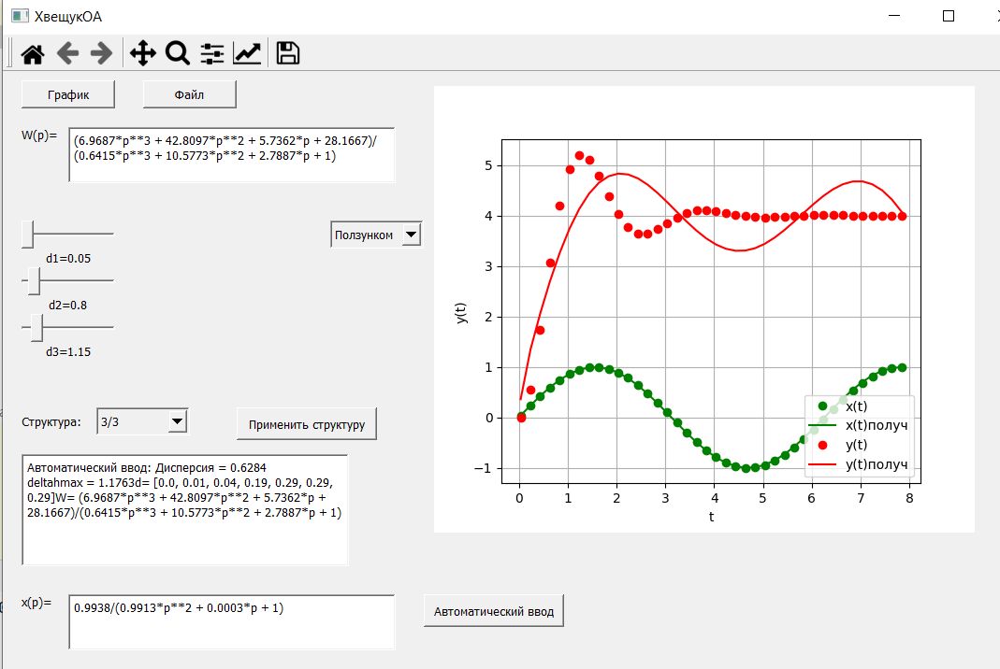 ХвещукОА
График
Файл
W(p)=
(6.9687*p**3 + 42.8097*p**2 + 5.7362*p + 28.1667)/
(0.6415*p**3 + 10.5773*p**2 + 2.7887*p + 1)
Ползунком
d1=0.05
d2=0.8
d3=1.15
Структура:
3/3
Применить структуру
Автоматический ввод: Дисперсия = 0.6284
deltahmax = 1.1763d= [0.0, 0.01, 0.04, 0.19, 0.29, 0.29,
0.29]W= (6.9687*p**3 + 42.8097*p**2 + 5.7362*p +
28.1667)/(0.6415*p**3 + 10.5773*p**2 + 2.7887*p + 1)
x(p)=
0.9938/(0.9913*p**2 + 0.0003*p + 1)
Автоматический ввод
y(t)
5
4
3
2
1
0
−1
0 1 2 3 4 5 6 7 8
t
x(t)
x(t)получ
y(t)
y(t)получ